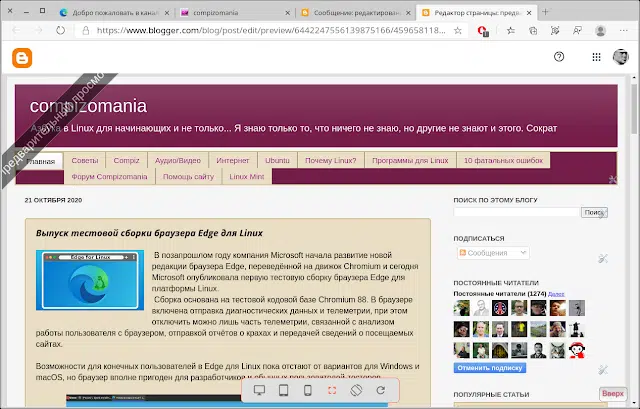 Добро пожаловать в канал
compizomania
Сообщение: редактирован
Редактор страницы: предв
https://www.blogger.com/blog/post/edit/preview/6442247556139875166/459658118...
предварительный просмо
compizomania
Азбука в Linux для начинающих и не только... Я знаю только то, что ничего не знаю, но другие не знают и этого. Сократ
Главная Советы Compiz Аудио/Видео Интернет Ubuntu Почему Linux? Программы для Linux 10 фатальных ошибок
Форум Compizomania Помощь сайту Linux Mint
21 ОКТЯБРЯ 2020
Выпуск тестовой сборки браузера Edge для Linux
Edge for Linux
В позапрошлом году компания Microsoft начала развитие новой
редакции браузера Edge, переведённой на движок Chromium и сегодня
Microsoft опубликовала первую тестовую сборку браузера Edge для
платформы Linux.
Сборка основана на тестовой кодовой базе Chromium 88. В браузере
включена отправка диагностических данных и телеметрии, при этом
отключить можно лишь часть телеметрии, связанной с анализом
работы пользователя с браузером, отправкой отчётов о крахах и передачей сведений о посещаемых
сайтах.
Возможности для конечных пользователей в Edge для Linux пока отстают от вариантов для Windows и
macOS, но браузер вполне пригоден для разработчиков и обычных пользователей-тестеров
ПОИСК ПО ЭТОМУ БЛОГУ
Поиск
ПОДПИСАТЬСЯ
Сообщения
ПОСТОЯННЫЕ ЧИТАТЕЛИ
Постоянные читатели (1274) Далее
Отменить подписку
Вверх
ПОПУЛЯРНЫЕ СТАТЬИ